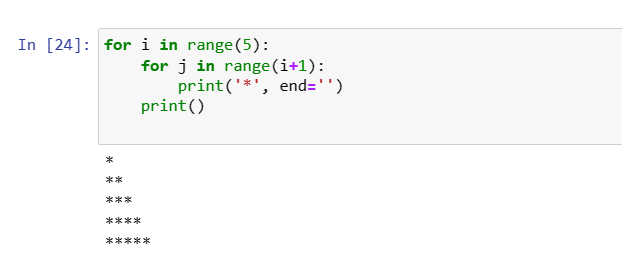 In [24]: for i in range(5):
    for j in range(i+1):
        print('*', end='')
    print()
*
**
***
****
*****